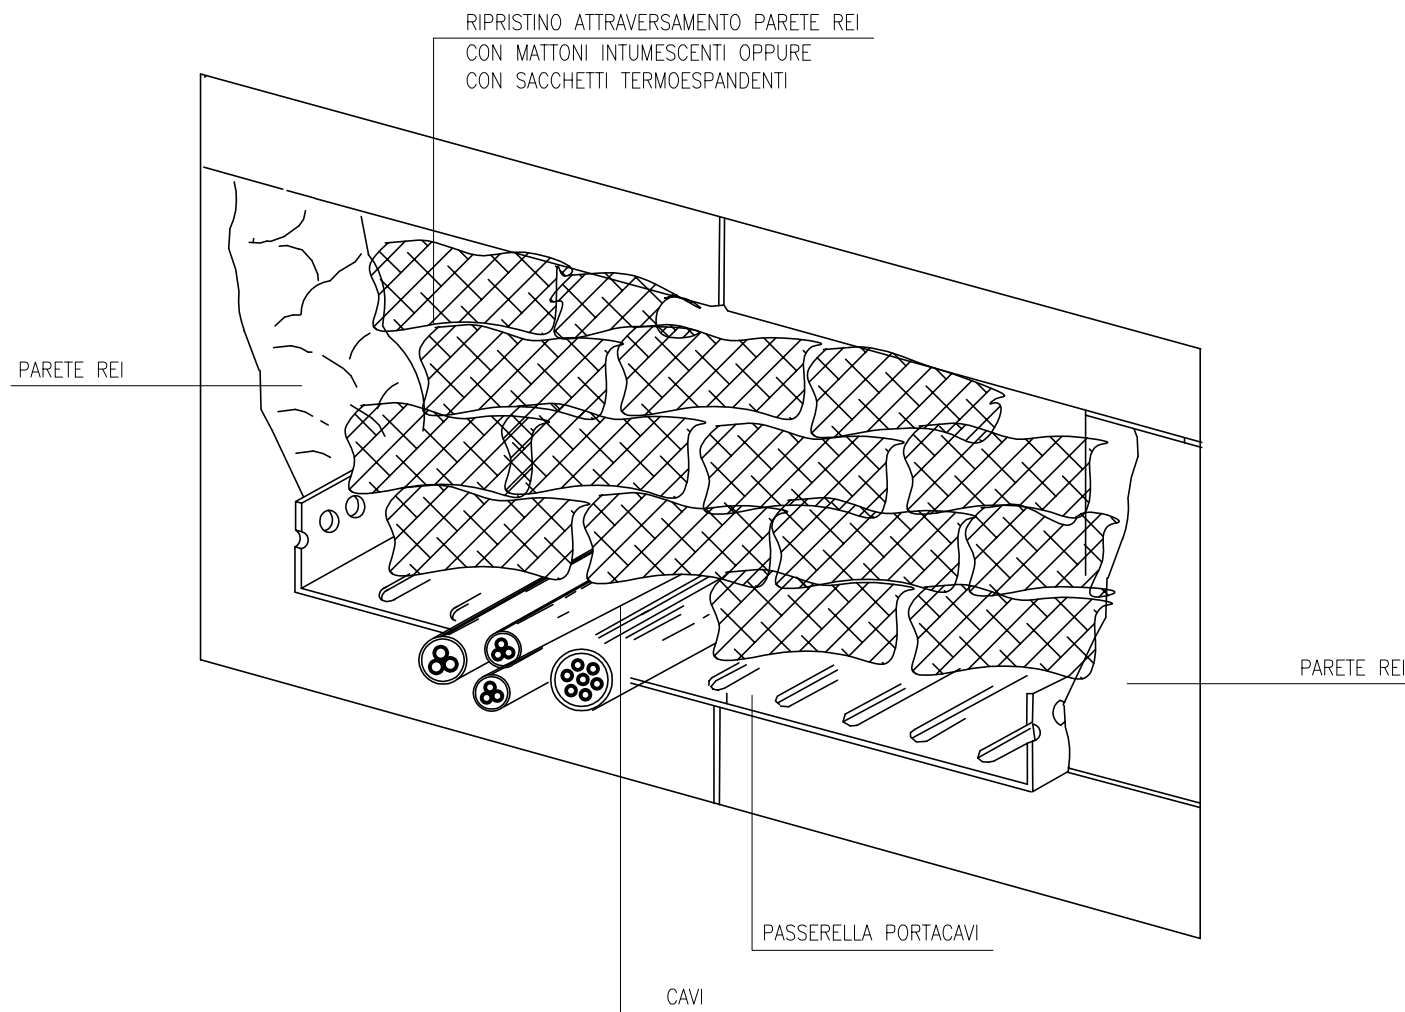 RIPRISTINO ATTRAVERSAMENTO PARETE REI
CON MATTONI INTUMESCENTI OPPURE
CON SACCHETTI TERMOESPANDENTI
PARETE REI
PARETE REI
PASSERELLA PORTACAVI
CAVI